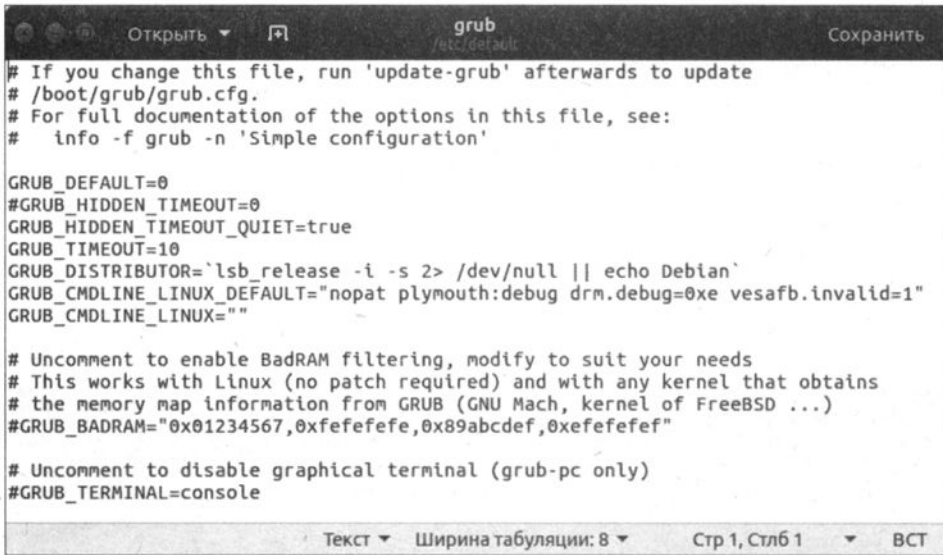 Открыть
grub
/etc/default
Сохранить
# If you change this file, run 'update-grub' afterwards to update
# /boot/grub/grub.cfg.
# For full documentation of the options in this file, see:
#   info -f grub -n 'Simple configuration'
GRUB_DEFAULT=0
#GRUB_HIDDEN_TIMEOUT=0
GRUB_HIDDEN_TIMEOUT_QUIET=true
GRUB_TIMEOUT=10
GRUB_DISTRIBUTOR=`lsb_release -i -s 2> /dev/null || echo Debian`
GRUB_CMDLINE_LINUX_DEFAULT="nopat plymouth:debug drm.debug=0xe vesafb.invalid=1"
GRUB_CMDLINE_LINUX=""
# Uncomment to enable BadRAM filtering, modify to suit your needs
# This works with Linux (no patch required) and with any kernel that obtains
# the memory map information from GRUB (GNU Mach, kernel of FreeBSD ...)
#GRUB_BADRAM="0x01234567,0xfefefefe,0x89abcdef,0xefefefef"
# Uncomment to disable graphical terminal (grub-pc only)
#GRUB_TERMINAL=console
Текст Ширина табуляции: 8 Стр 1, Стлб 1 ВСТ